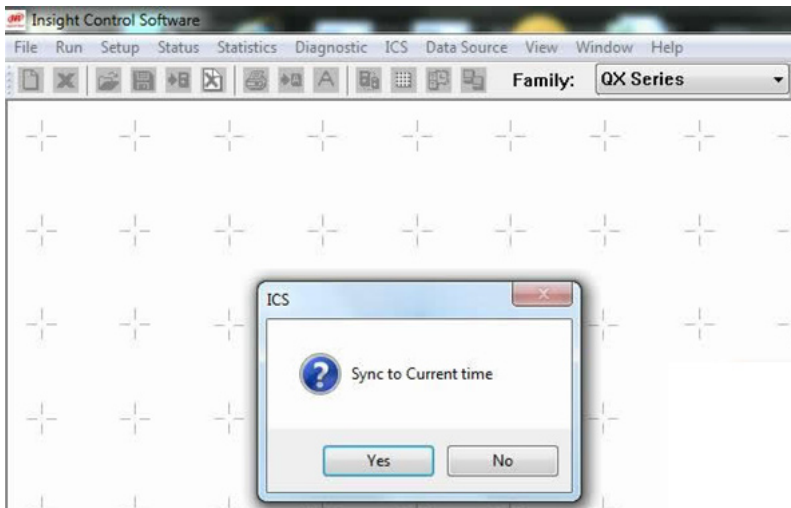 Insight Control Software
File Run Setup Status Statistics Diagnostic ICS Data Source View Window Help
Family: QX Series
ICS
Sync to Current time
Yes No